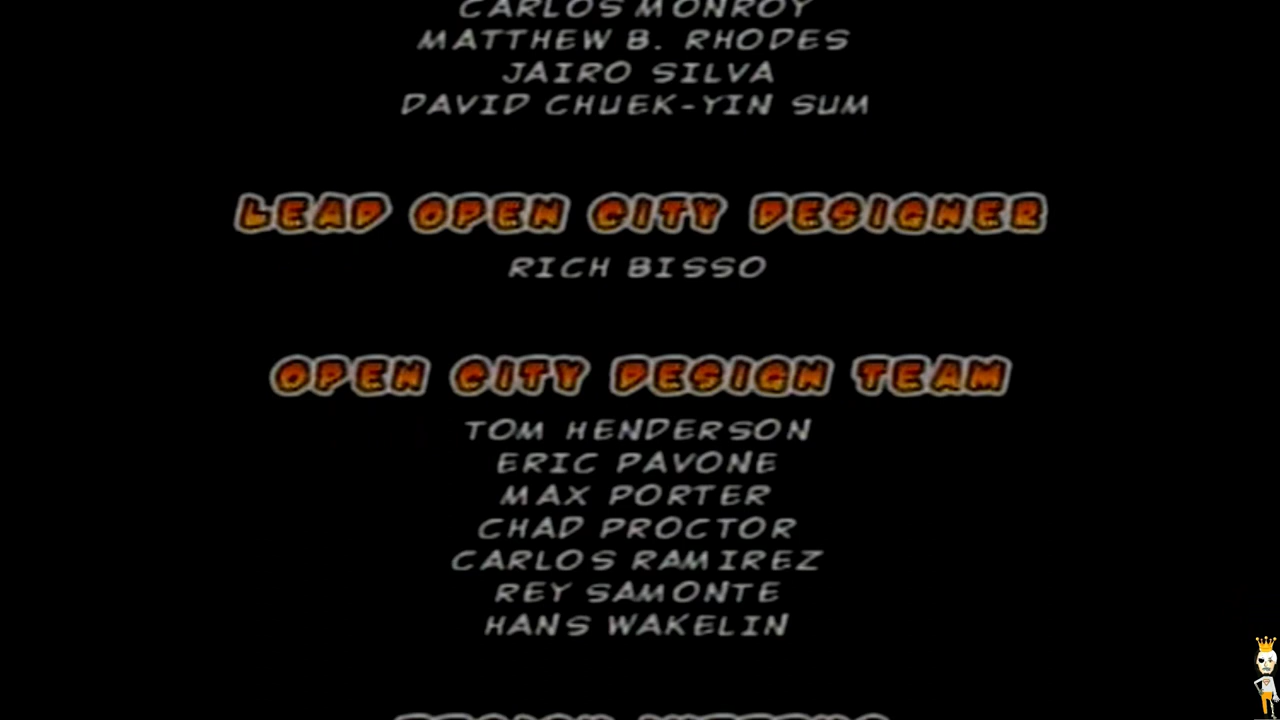 CARLOS MONROY
MATTHEW B. RHODES
JAIRO SILVA
DAVID CHUEK-YIN SUM
LEAD OPEN CITY DESIGNER
RICH BISSO
OPEN CITY DESIGN TEAM
TOM HENDERSON
ERIC PAVONE
MAX PORTER
CHAD PROCTOR
CARLOS RAMIREZ
REY SAMONTE
HANS WAKELIN